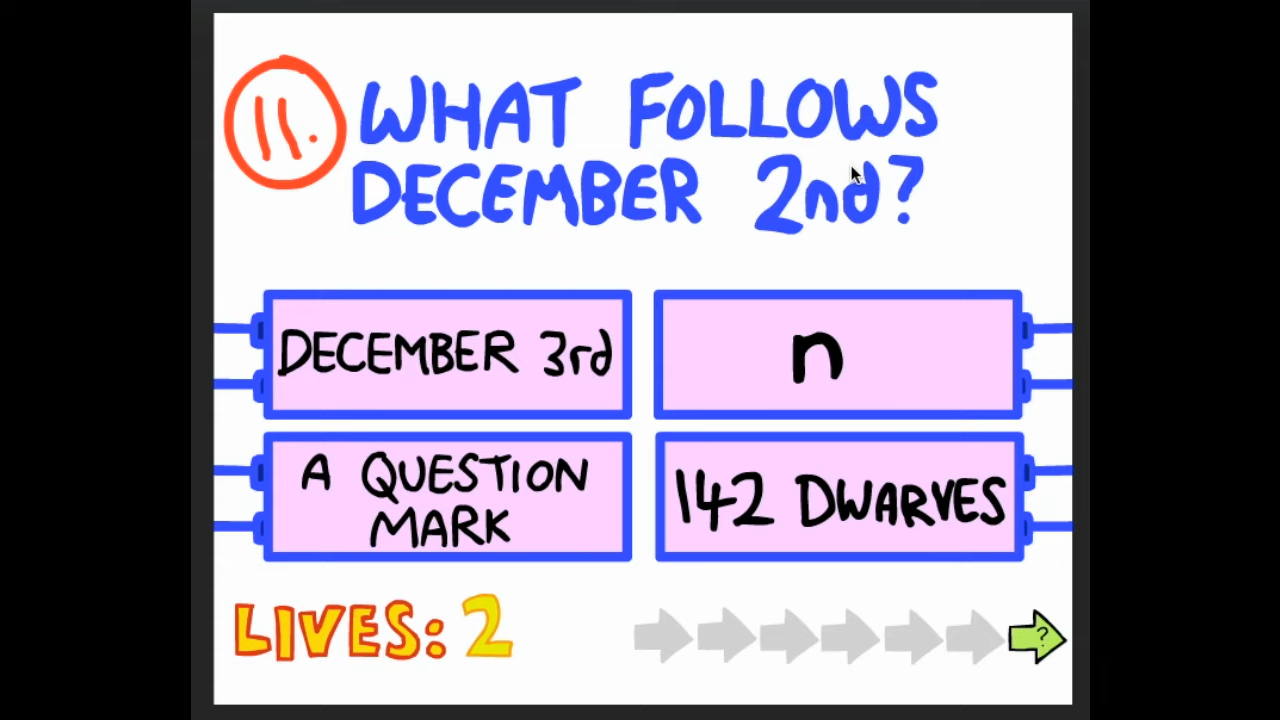 11.
WHAT FOLLOWS
DECEMBER 2nd?
DECEMBER 3rd
n
A QUESTION
MARK
142 DWARVES
LIVES: 2
?